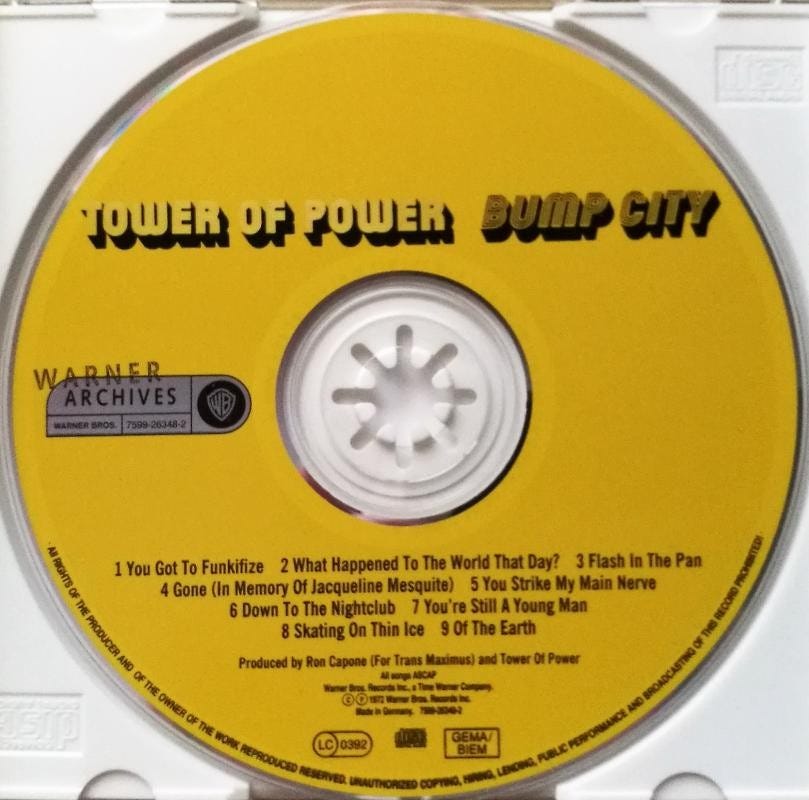 disc
TOWER OF POWER BUMP CITY
WARNER
ARCHIVES
WB
WARNER BROS. 7599-26348-2
1 You Got To Funkifize 2 What Happened To The World That Day? 3 Flash In The Pan
4 Gone (In Memory Of Jacqueline Mesquite) 5 You Strike My Main Nerve
6 Down To The Nightclub 7 You're Still A Young Man
8 Skating On Thin Ice 9 Of The Earth
Produced by Ron Capone (For Trans Maximus) and Tower Of Power
All songs ASCAP
Warner Bros. Records Inc., a Time Warner Company.
© ℗ 1972 Warner Bros. Records Inc.
Made in Germany. 7599-26348-2
LC 0392
disc
GEMA/
BIEM
· All RIGHTS OF THE PRODUCER AND OF THE OWNER OF THE WORK REPRODUCED RESERVED. UNAUTHORIZED COPYING, HIRING, LENDING, PUBLIC PERFORMANCE AND BROADCASTING OF THIS RECORD PROHIBITED! ·
disc